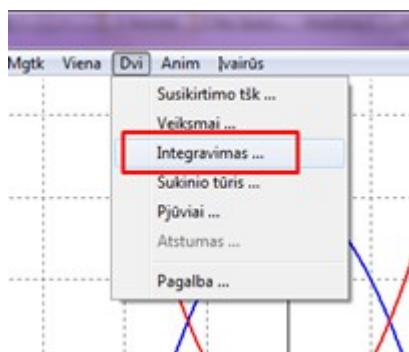 Mgtk Viena Dvi Anim Įvairūs
Susikirtimo tšk ...
Veiksmai ...
Integravimas ...
Sukinio tūris ...
Pjūviai ...
Atstumas ...
Pagalba ...